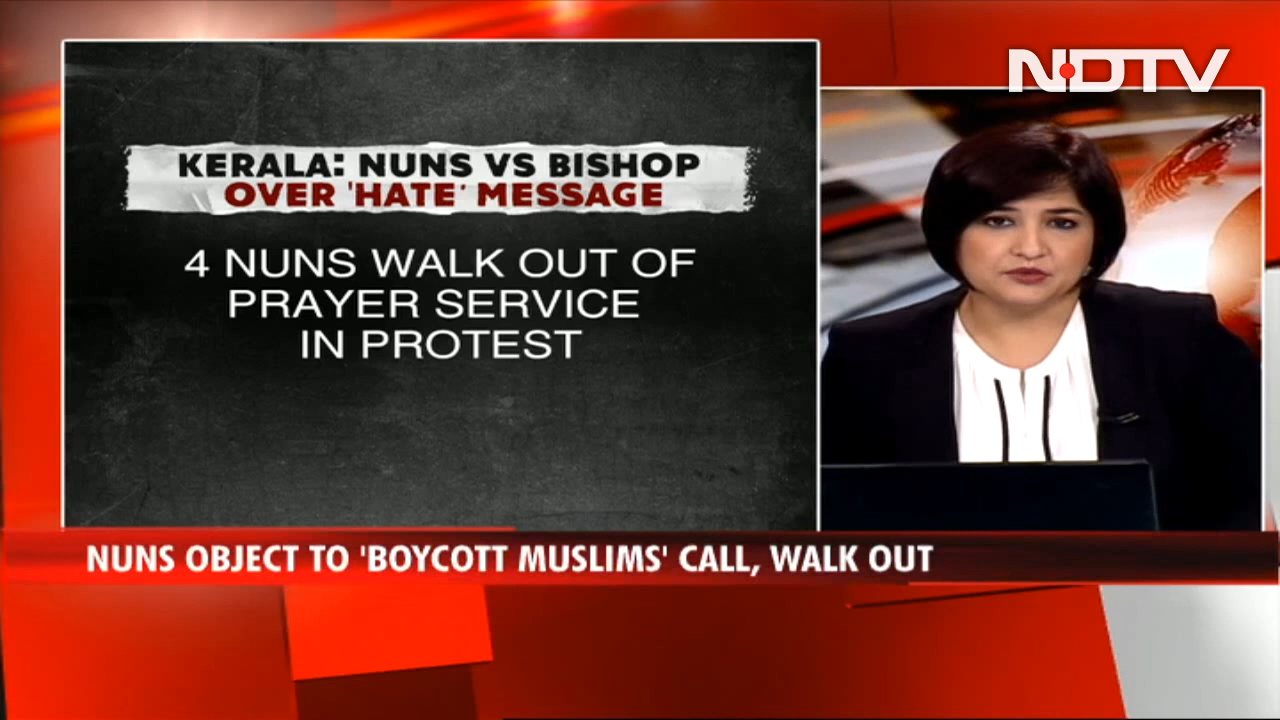 NDTV
KERALA: NUNS VS BISHOP
OVER 'HATE' MESSAGE
4 NUNS WALK OUT OF
PRAYER SERVICE
IN PROTEST
NUNS OBJECT TO 'BOYCOTT MUSLIMS' CALL, WALK OUT